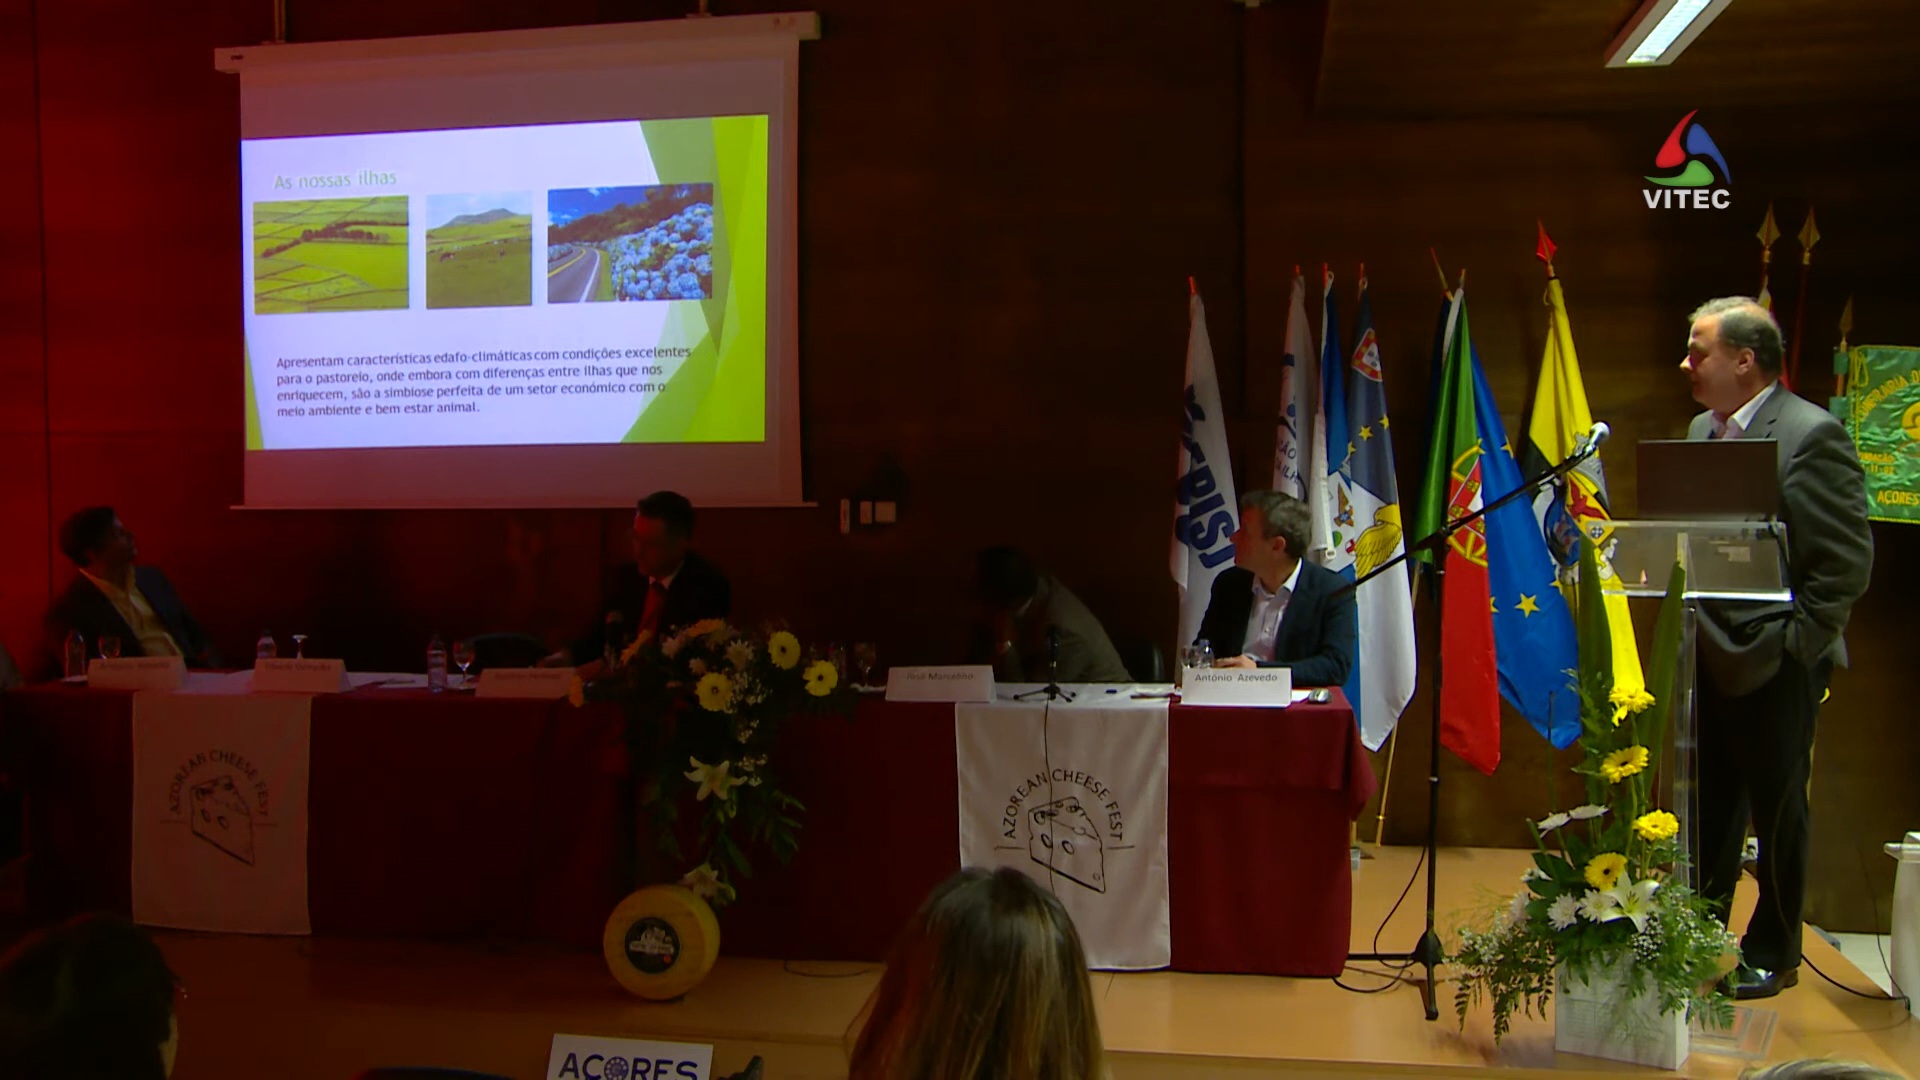 VITEC
As nossas ilhas
Apresentam características edafo-climáticas com condições excelentes
para o pastoreio, onde embora com diferenças entre ilhas que nos
enriquecem, são a simbiose perfeita de um setor económico com o
meio ambiente e bem estar animal.
AÇORES
José Marcelino
António Azevedo
AZOREAN CHEESE FEST
AZOREAN CHEESE FEST
AÇORES